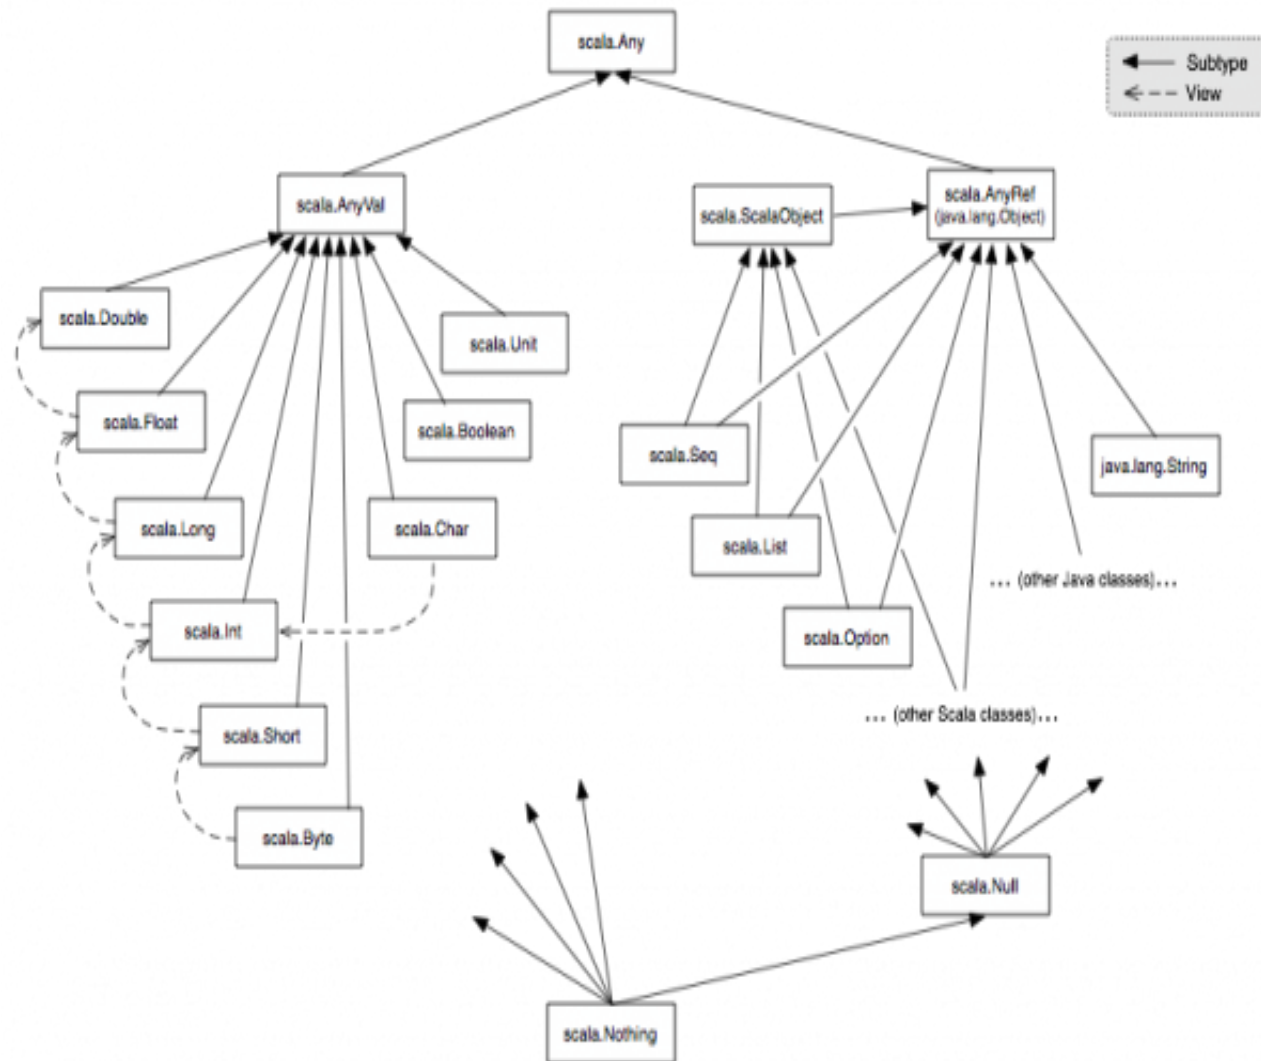 scala.Any
Subtype
View
scala.AnyVal
scala.ScalaObject
scala.AnyRef
(java.lang.Object)
scala.Double
scala.Unit
scala.Float
scala.Boolean
scala.Seq
java.lang.String
scala.Long
scala.Char
scala.List
... (other Java classes)...
scala.Int
scala.Option
... (other Scala classes)...
scala.Short
scala.Byte
scala.Null
scala.Nothing